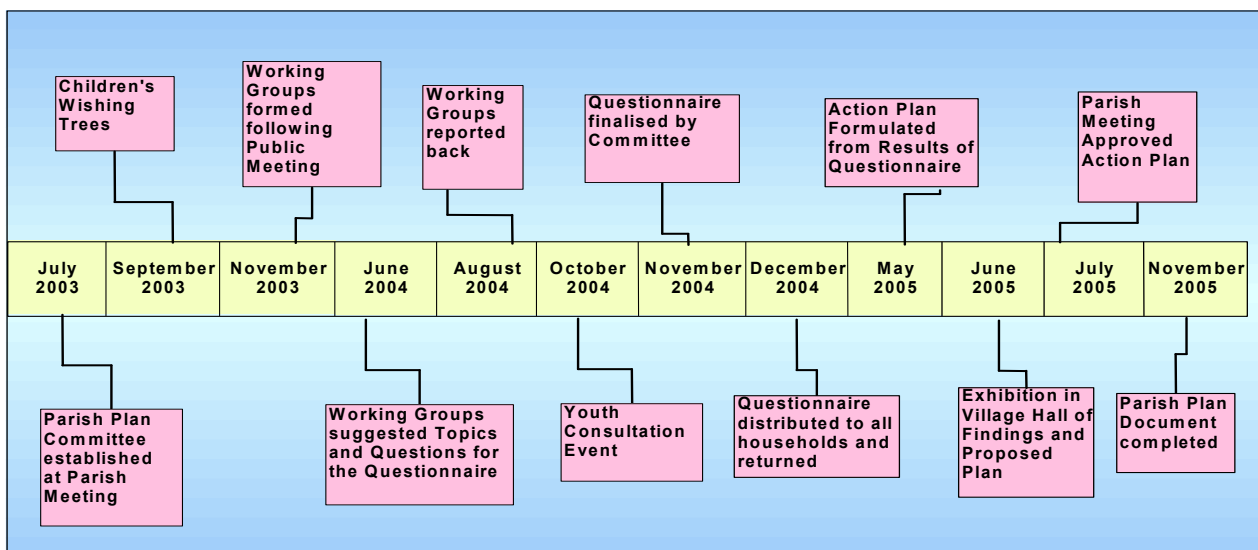 Children's
Wishing
Trees
Working
Groups
formed
following
Public
Meeting
Working
Groups
reported
back
Questionnaire
finalised by
Committee
Action Plan
Formulated
from Results of
Questionnaire
Parish
Meeting
Approved
Action Plan
July
2003
September
2003
November
2003
June
2004
August
2004
October
2004
November
2004
December
2004
May
2005
June
2005
July
2005
November
2005
Parish Plan
Committee
established
at Parish
Meeting
Working Groups
suggested Topics
and Questions for
the Questionnaire
Youth
Consultation
Event
Questionnaire
distributed to all
households and
returned
Exhibition in
Village Hall of
Findings and
Proposed
Plan
Parish Plan
Document
completed